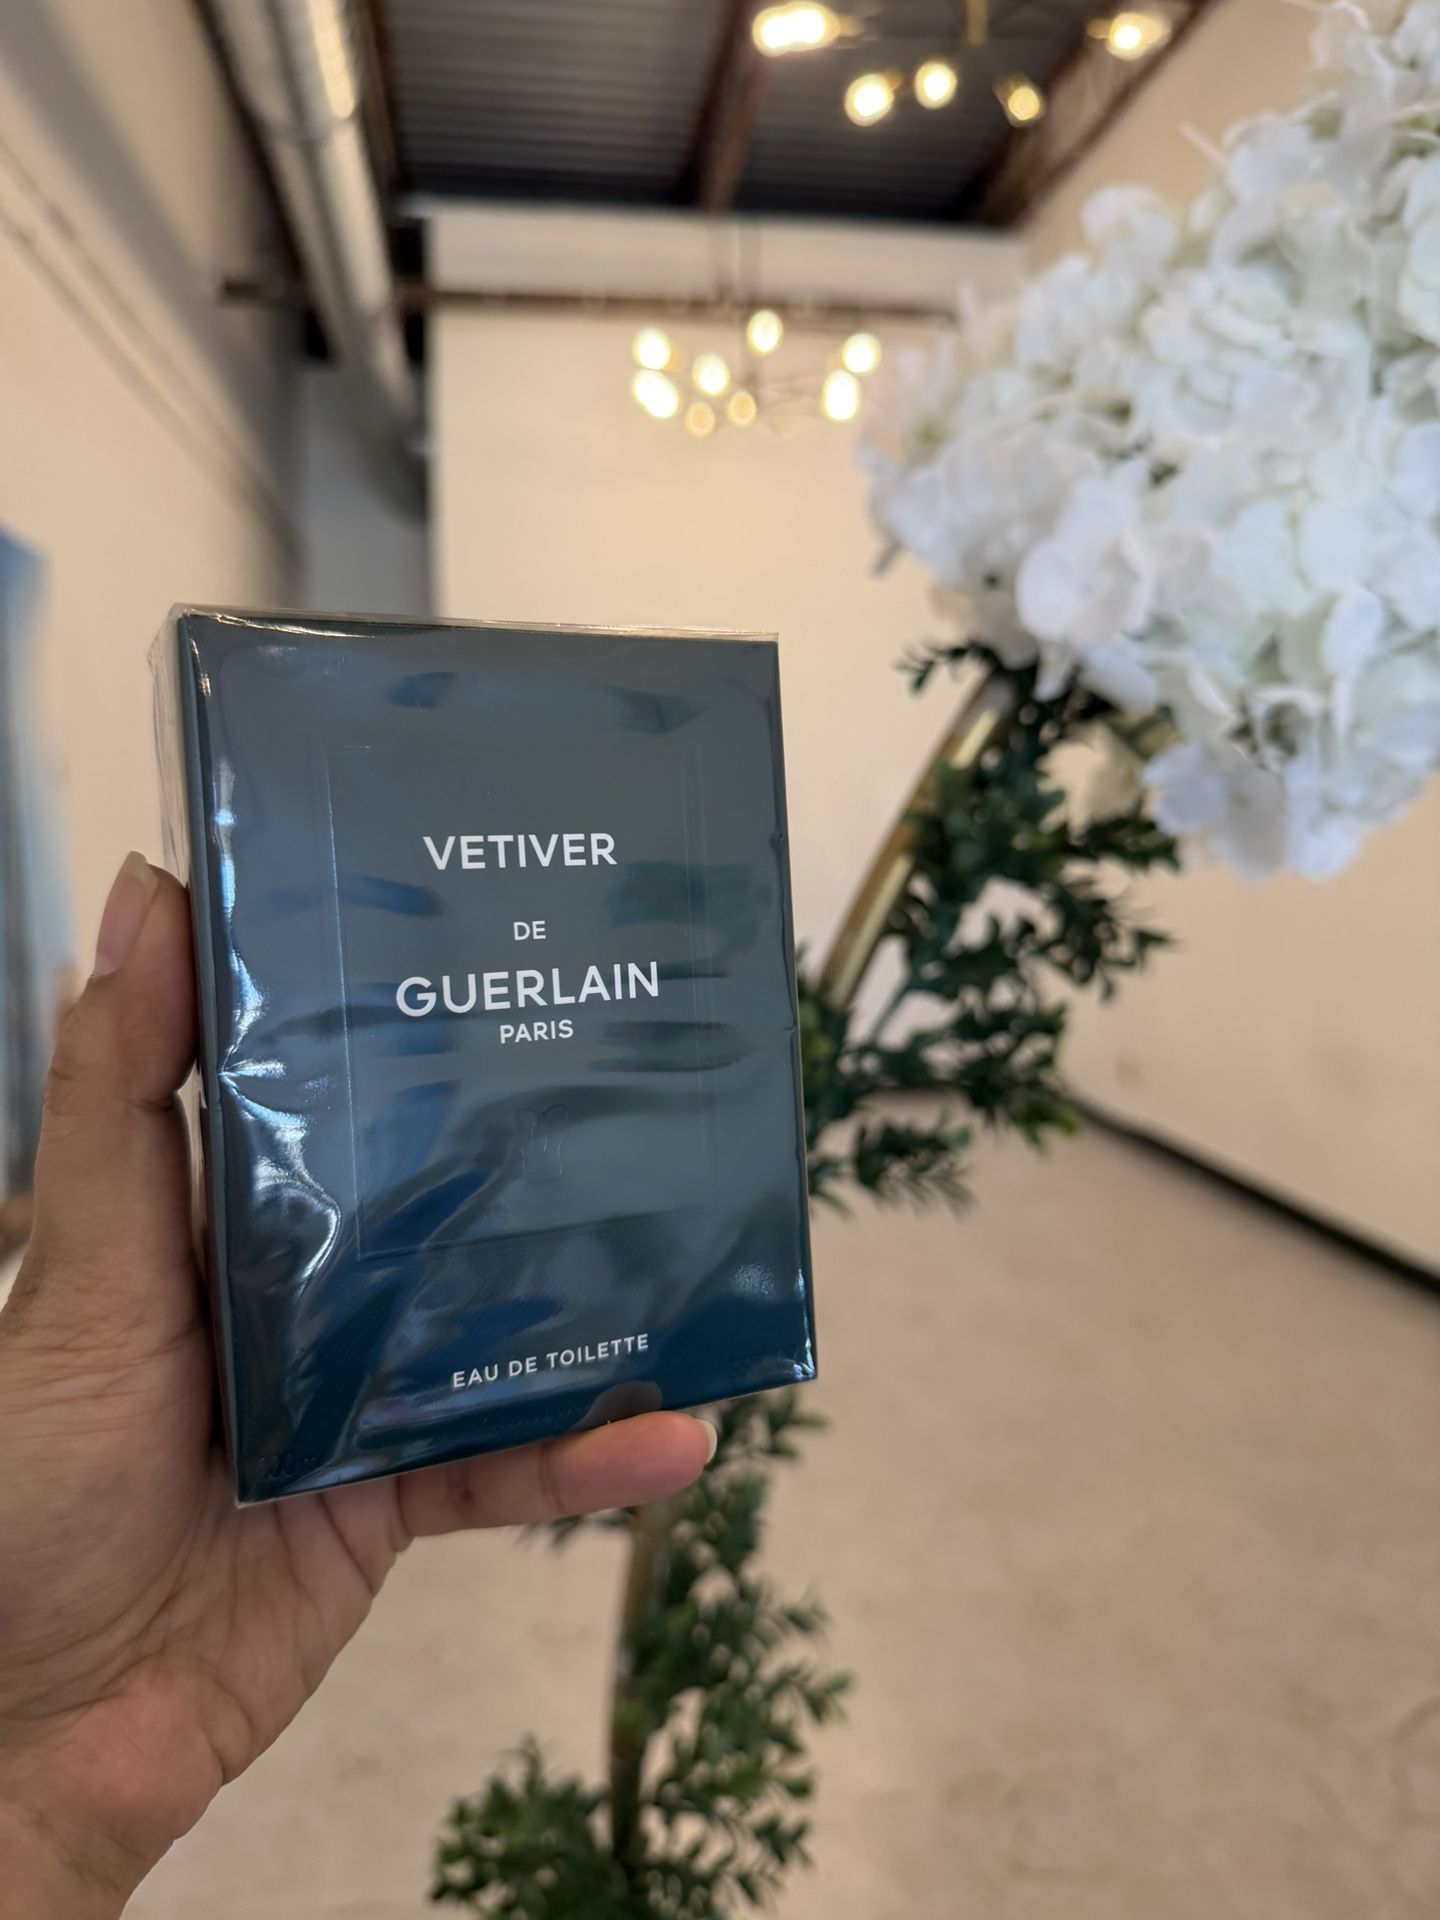 VETIVER
DE
GUERLAIN
PARIS
EAU DE TOILETTE